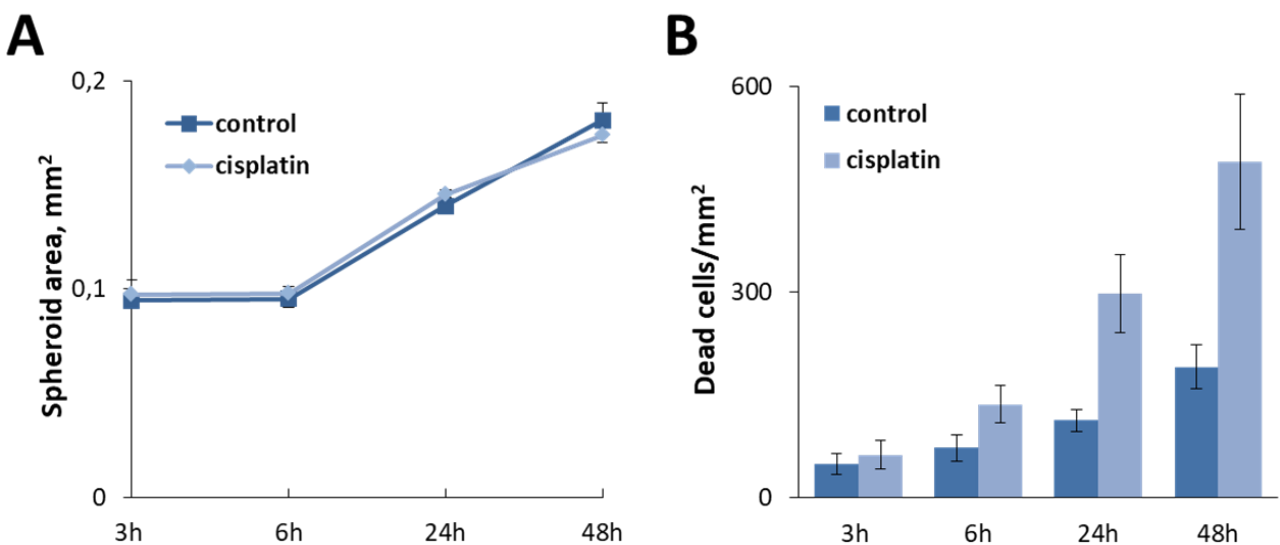 A
0,2
control
cisplatin
Spheroid area, mm²
0,1
0
3h 6h 24h 48h
B
600
control
cisplatin
Dead cells/mm²
300
0
3h 6h 24h 48h